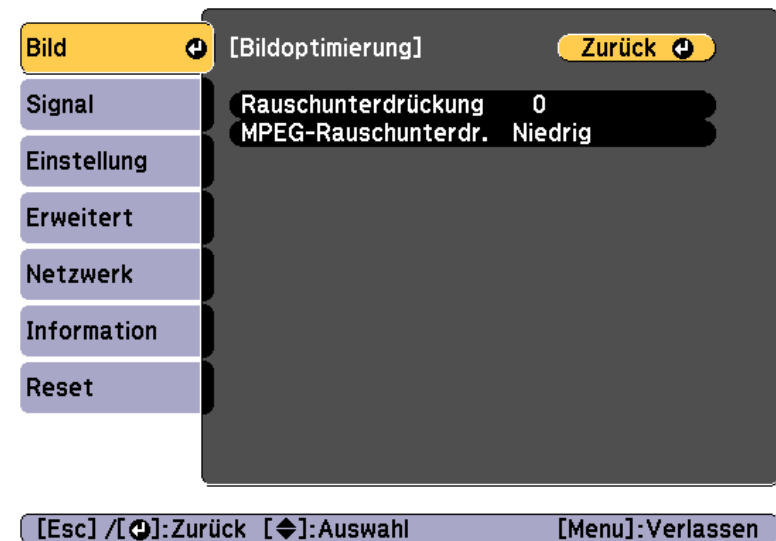 Bild
[Bildoptimierung]
Zurück
Signal
Rauschunterdrückung 0
MPEG-Rauschunterdr. Niedrig
Einstellung
Erweitert
Netzwerk
Information
Reset
[Esc] /[ ]:Zurück [ ]:Auswahl [Menu]:Verlassen